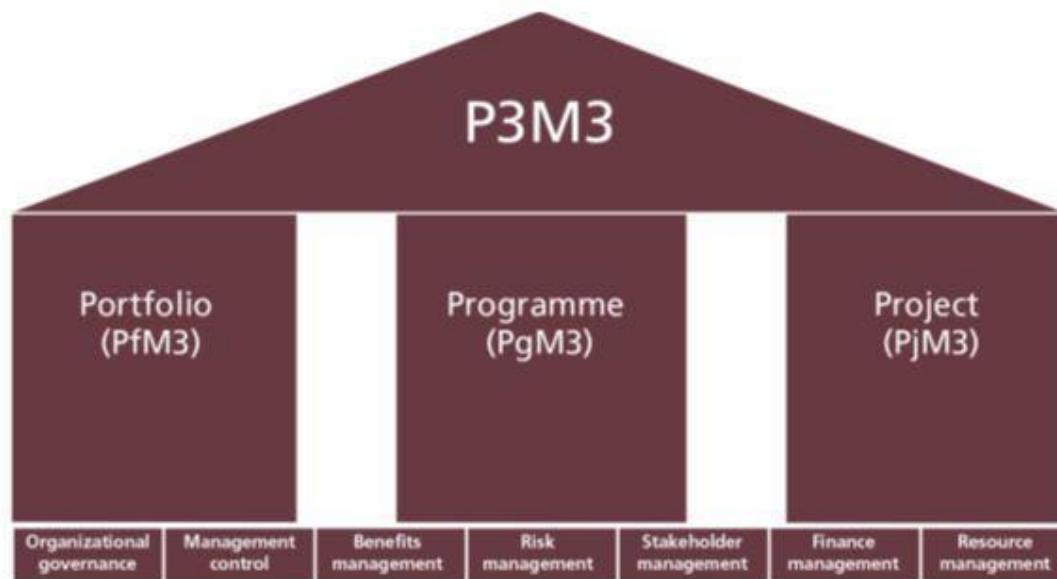 P3M3
Portfolio
(PfM3)
Programme
(PgM3)
Project
(PjM3)
Organizational
governance
Management
control
Benefits
management
Risk
management
Stakeholder
management
Finance
management
Resource
management